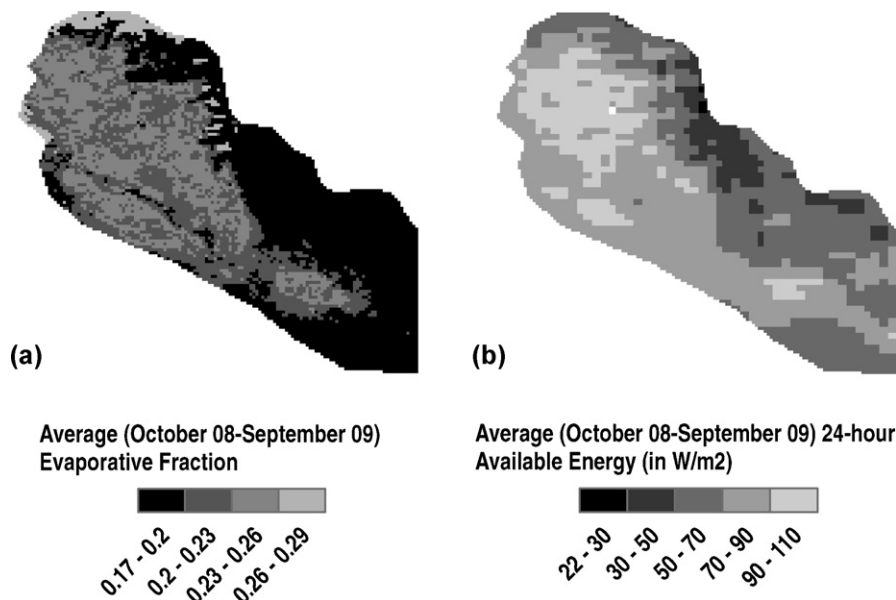 (a)
(b)
Average (October 08-September 09)
Evaporative Fraction
0.17 - 0.2
0.2 - 0.23
0.23 - 0.26
0.26 - 0.29
Average (October 08-September 09) 24-hour
Available Energy (in W/m2)
22 - 30
30 - 50
50 - 70
70 - 90
90 - 110